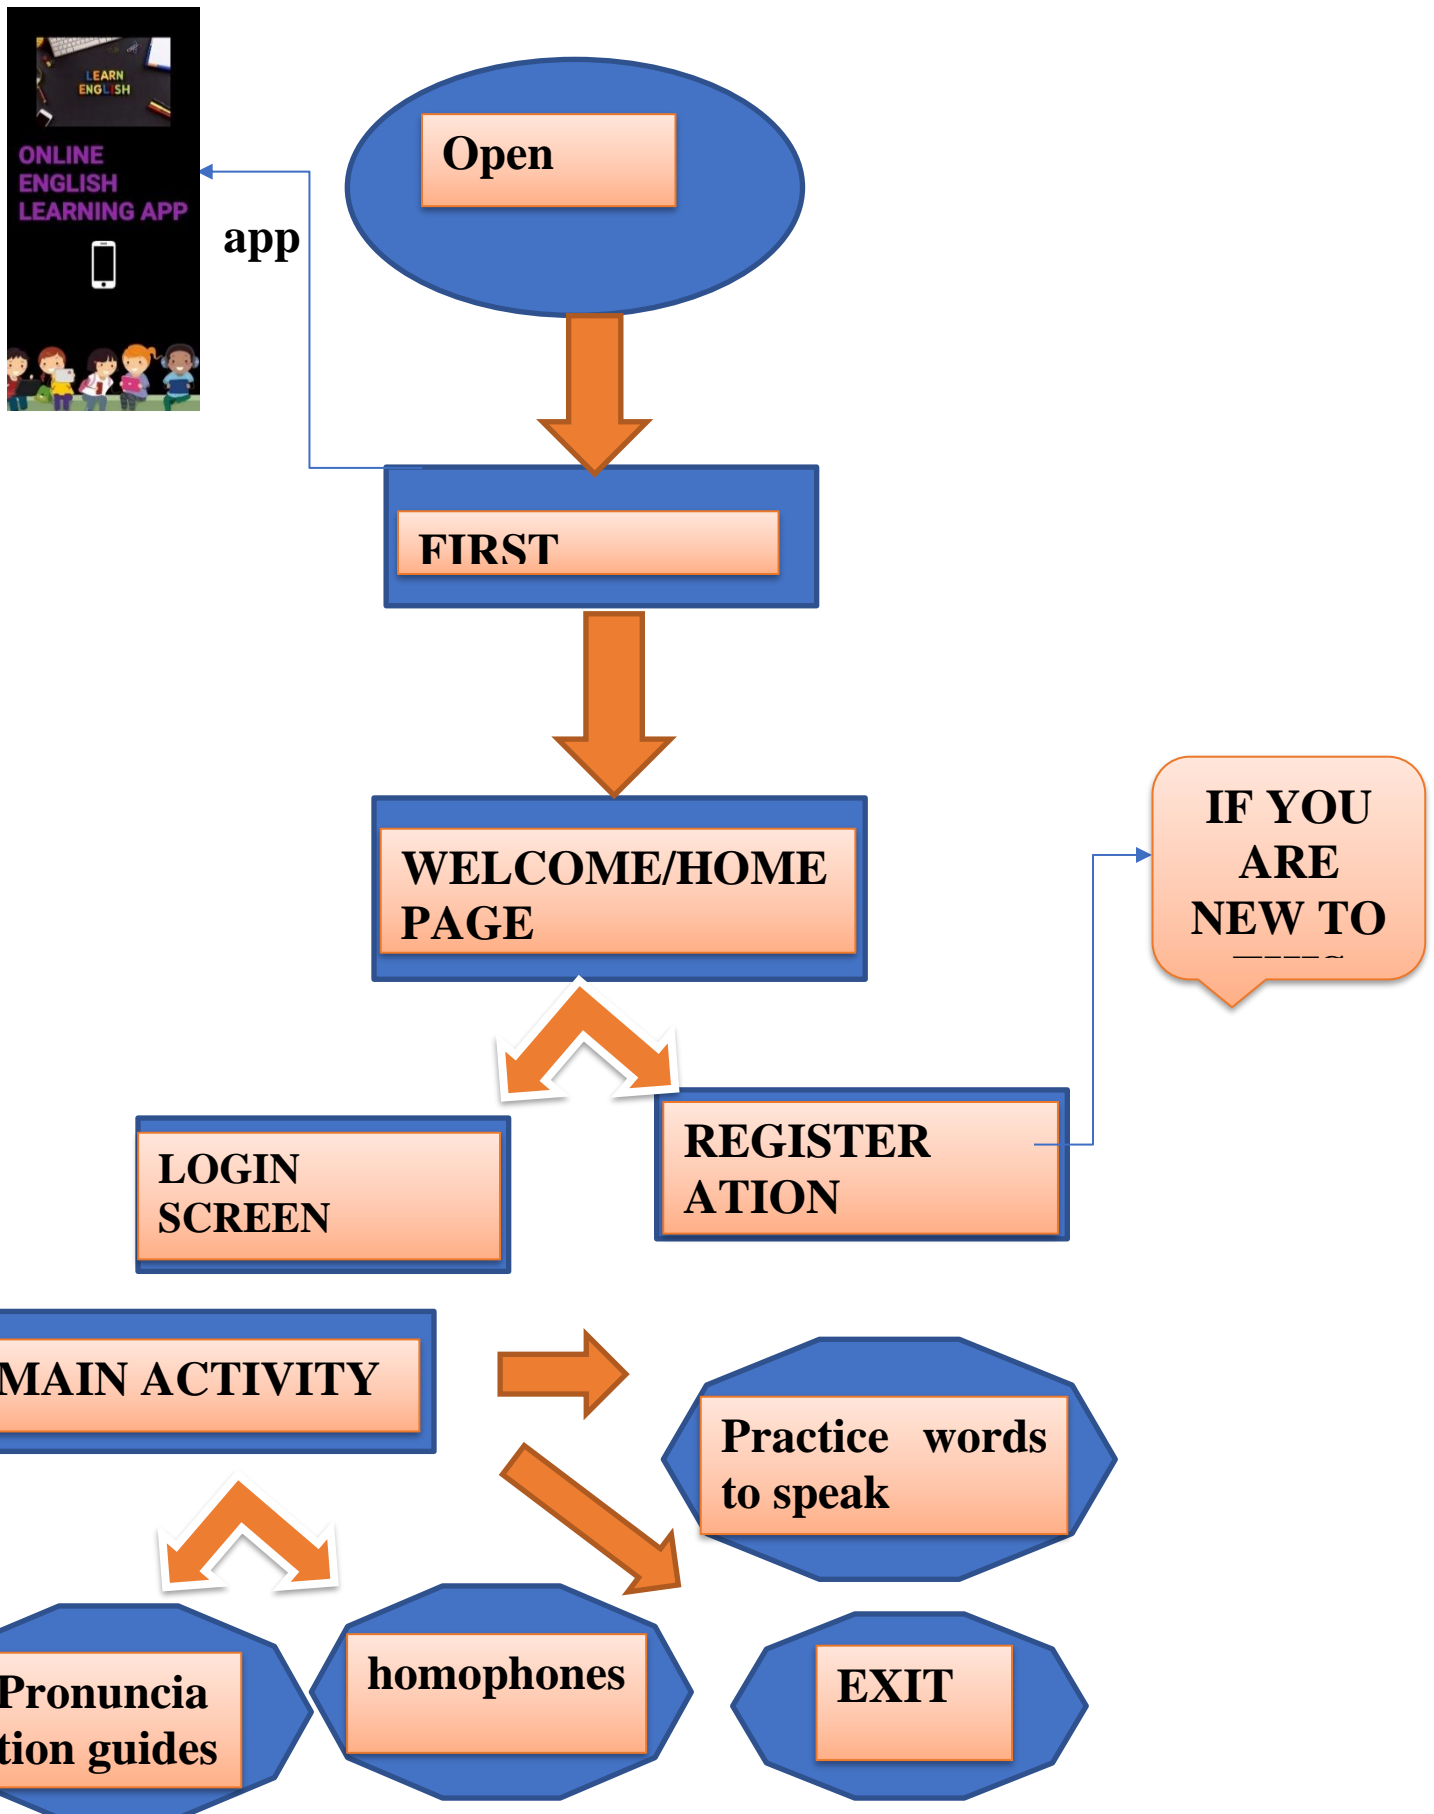 LEARN
ENGLISH
ONLINE
ENGLISH
LEARNING APP
Open
app
FIRST
WELCOME/HOME
PAGE
IF YOU
ARE
NEW TO
LOGIN
SCREEN
REGISTER
ATION
MAIN ACTIVITY
Practice words
to speak
Pronuncia
tion guides
homophones
EXIT